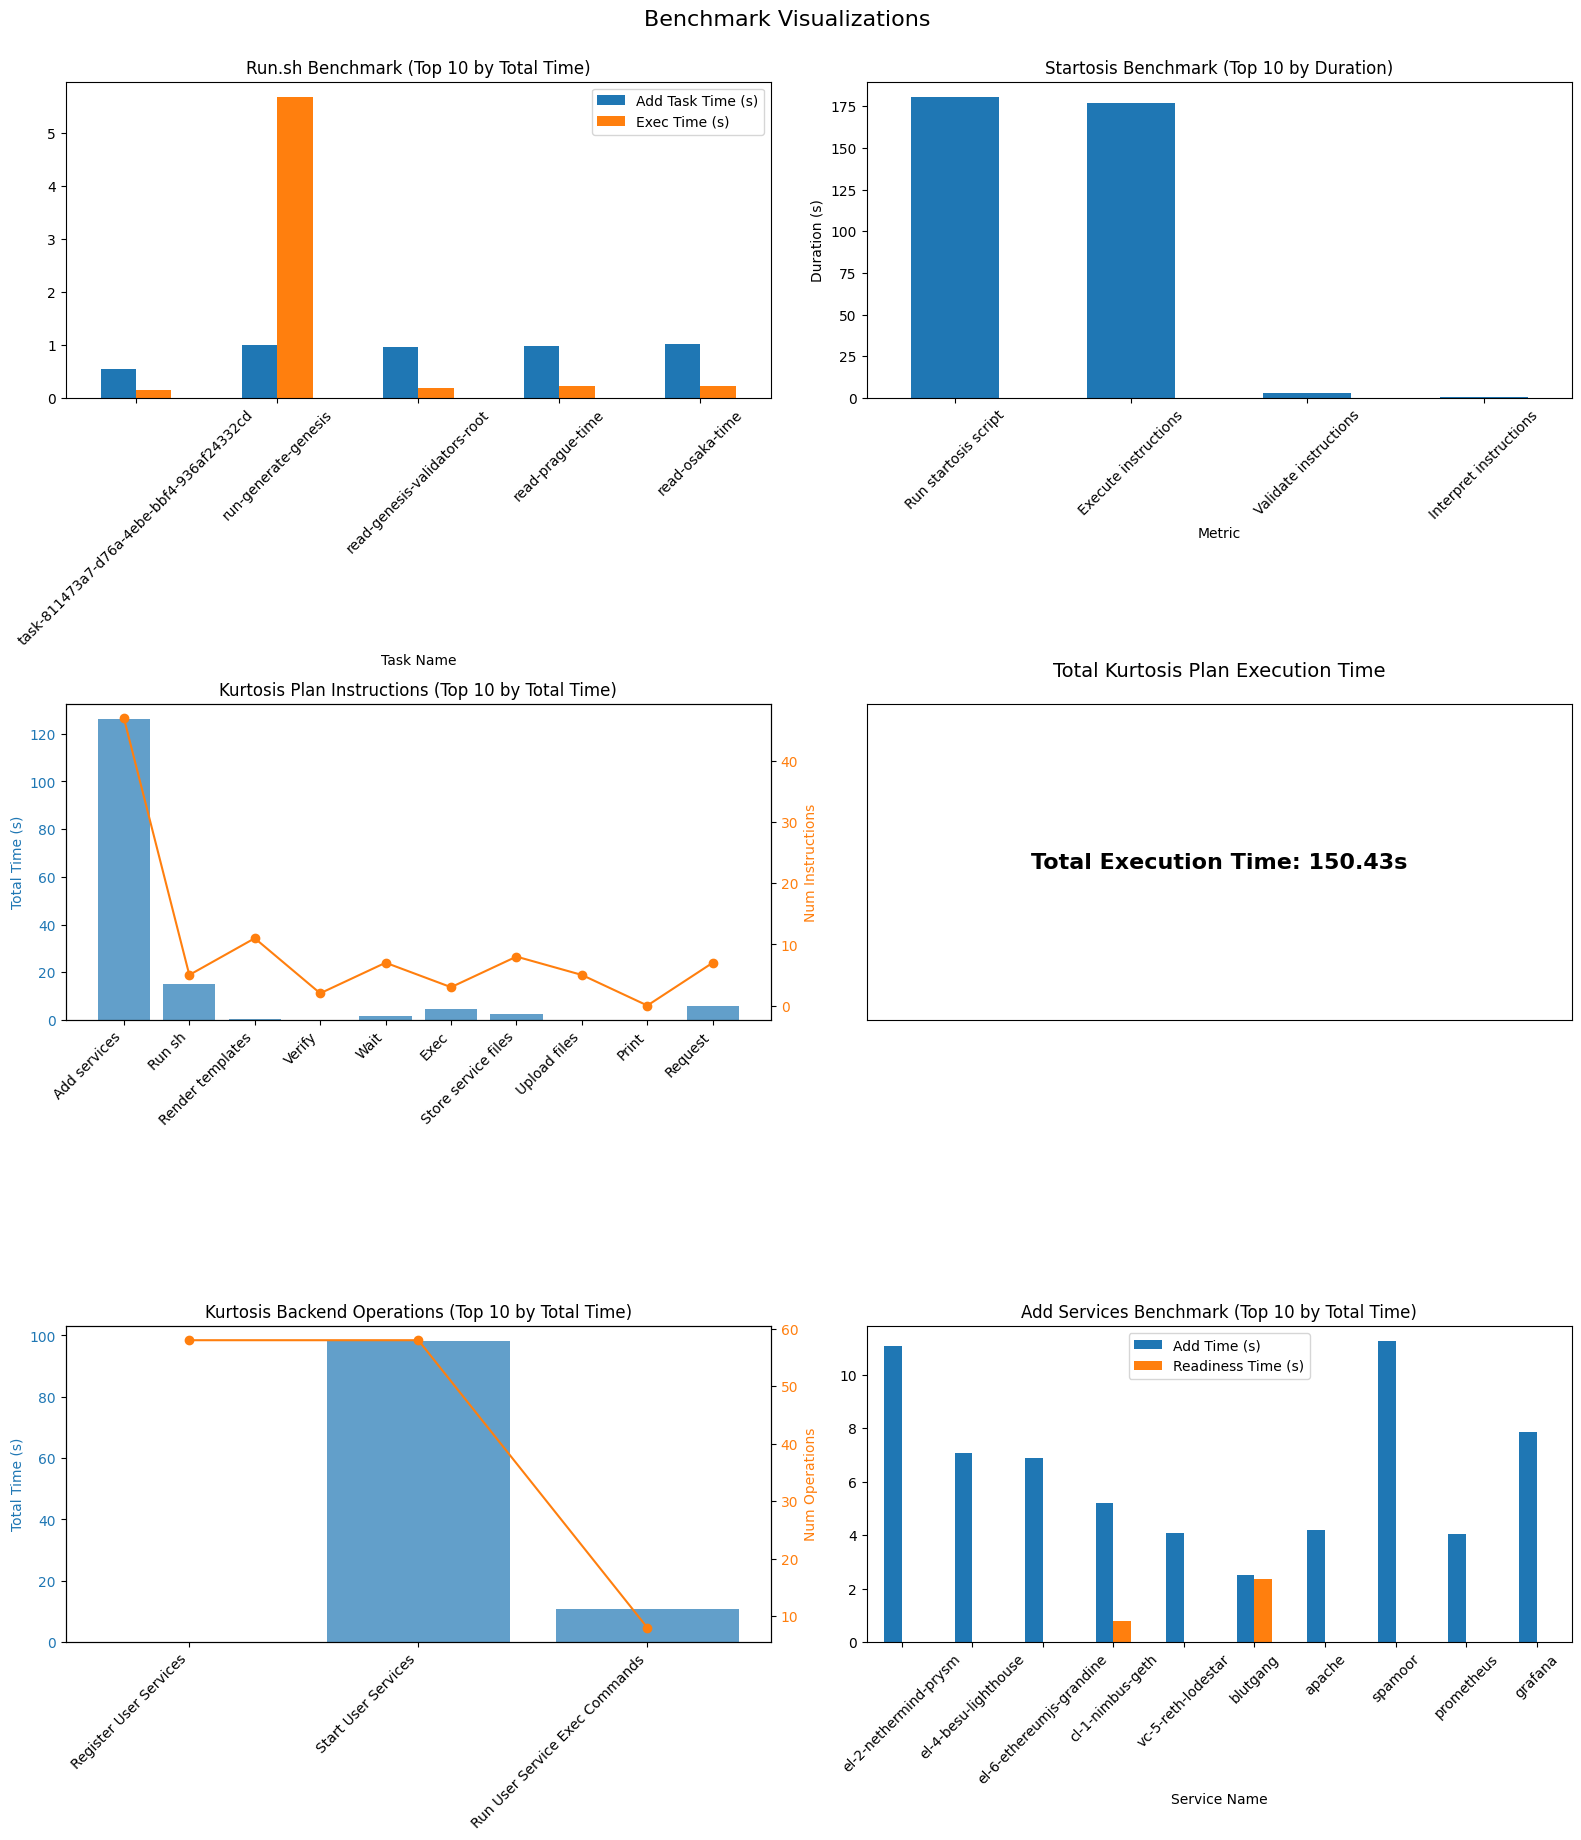 Benchmark Visualizations
Run.sh Benchmark (Top 10 by Total Time)
Add Task Time (s)
Exec Time (s)
5
4
3
2
1
0
task-811473a7-d76a-4ebe-bbf4-936af24332cd
run-generate-genesis
read-genesis-validators-root
read-prague-time
read-osaka-time
Task Name
Startosis Benchmark (Top 10 by Duration)
Duration (s)
175
150
125
100
75
50
25
0
Run startosis script
Execute instructions
Validate instructions
Interpret instructions
Metric
Kurtosis Plan Instructions (Top 10 by Total Time)
Total Time (s)
120
100
80
60
40
20
0
Num Instructions
40
30
20
10
0
Add services
Run sh
Render templates
Verify
Wait
Exec
Store service files
Upload files
Print
Request
Total Kurtosis Plan Execution Time
Total Execution Time: 150.43s
Kurtosis Backend Operations (Top 10 by Total Time)
Total Time (s)
100
80
60
40
20
0
Num Operations
60
50
40
30
20
10
Register User Services
Start User Services
Run User Service Exec Commands
Add Services Benchmark (Top 10 by Total Time)
Add Time (s)
Readiness Time (s)
10
8
6
4
2
0
el-2-nethermind-prysm
el-4-besu-lighthouse
el-6-ethereumjs-grandine
cl-1-nimbus-geth
vc-5-reth-lodestar
blutgang
apache
spamoor
prometheus
grafana
Service Name